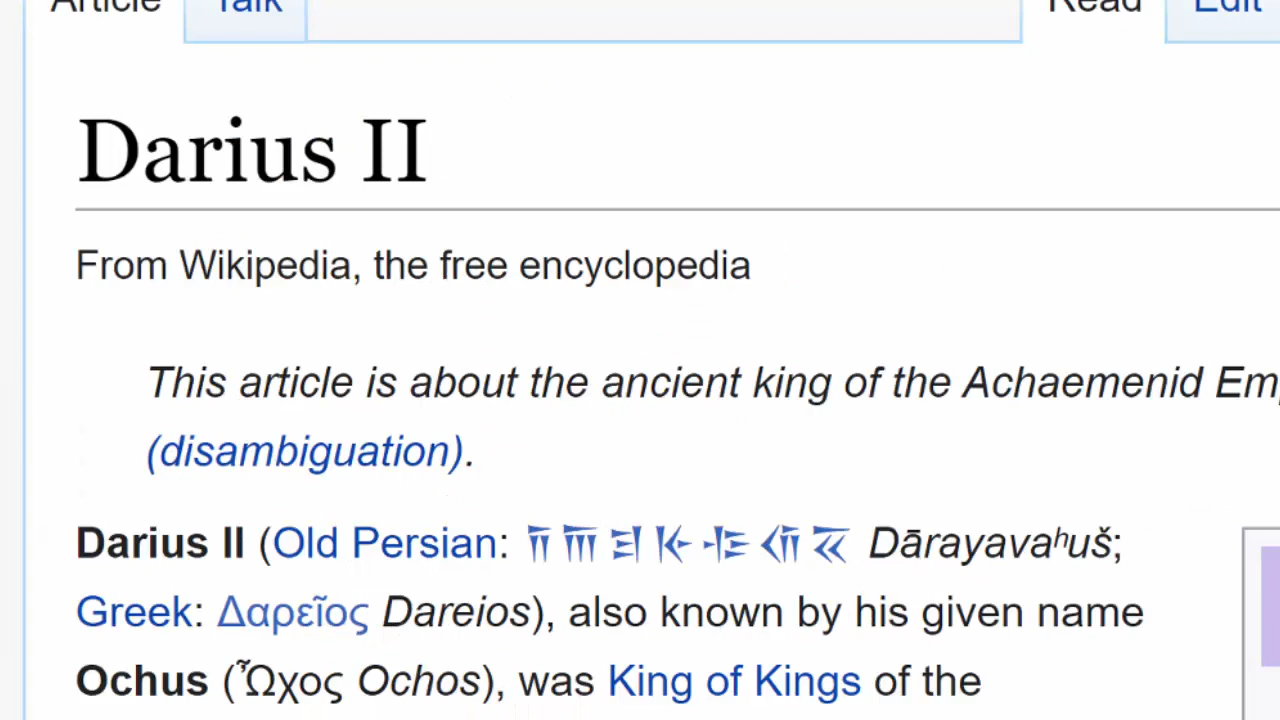 Article Talk Read Edit
Darius II
From Wikipedia, the free encyclopedia
This article is about the ancient king of the Achaemenid
(disambiguation).
Darius II (Old Persian: 𐎭𐎠𐎼𐎹𐎺𐎢𐏁 Dārayavaʰuš;
Greek: Δαρεῖος Dareios), also known by his given name
Ochus (Ὦχος Ochos), was King of Kings of the